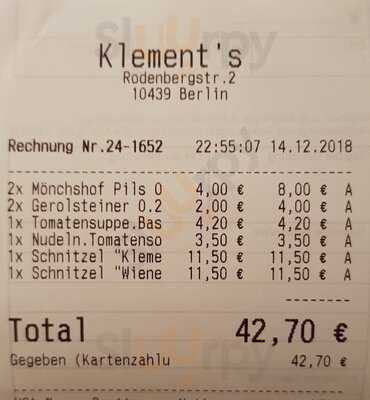 Klement's
Rodenbergstr.2
10439 Berlin
Rechnung Nr.24-1652 22:55:07 14.12.2018
2x Mönchshof Pils 0 4,00 € 8,00 € A
2x Gerolsteiner 0.2 2,00 € 4,00 € A
1x Tomatensuppe.Bas 4,20 € 4,20 € A
1x Nudeln.Tomatenso 3,50 € 3,50 € A
1x Schnitzel "Kleme 11,50 € 11,50 € A
1x Schnitzel "Wiene 11,50 € 11,50 € A
Total 42,70 €
Gegeben (Kartenzahlu 42,70 €